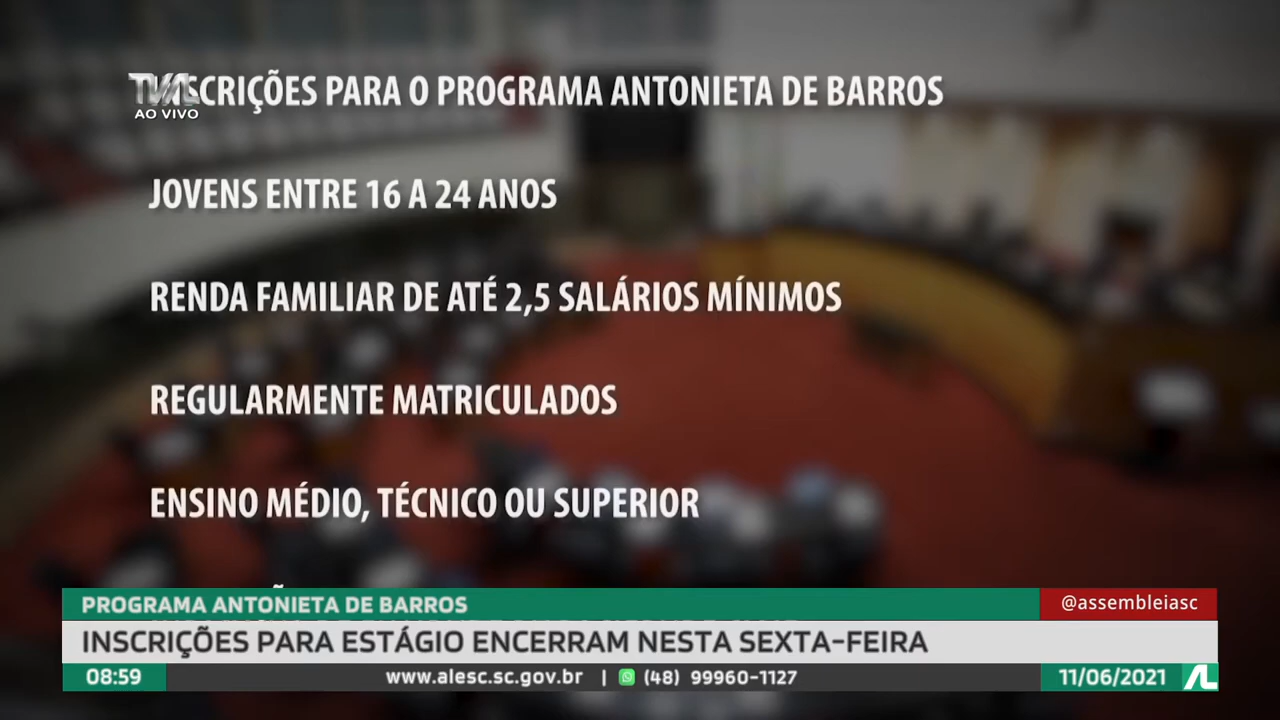 TVAL
AO VIVO
INSCRIÇÕES PARA O PROGRAMA ANTONIETA DE BARROS
JOVENS ENTRE 16 A 24 ANOS
RENDA FAMILIAR DE ATÉ 2,5 SALÁRIOS MÍNIMOS
REGULARMENTE MATRICULADOS
ENSINO MÉDIO, TÉCNICO OU SUPERIOR
PROGRAMA ANTONIETA DE BARROS
@assembleiasc
INSCRIÇÕES PARA ESTÁGIO ENCERRAM NESTA SEXTA-FEIRA
08:59
www.alesc.sc.gov.br | (48) 99960-1127
11/06/2021